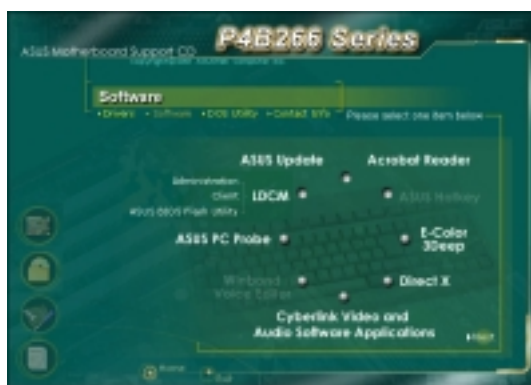 ASUS Motherboard Support CD
P4B266 Series
Software
• Drivers • Software • DOS Utility • Contact Info
Please select one item below
ASUS Update
Acrobat Reader
Administration
Client
ASUS BIOS Flash Utility
LDCM
ASUS Hotkey
ASUS PC Probe
E-Color
3Deep
Winbond
Voice Editor
Direct X
Cyberlink Video and
Audio Software Applications
Home
Exit